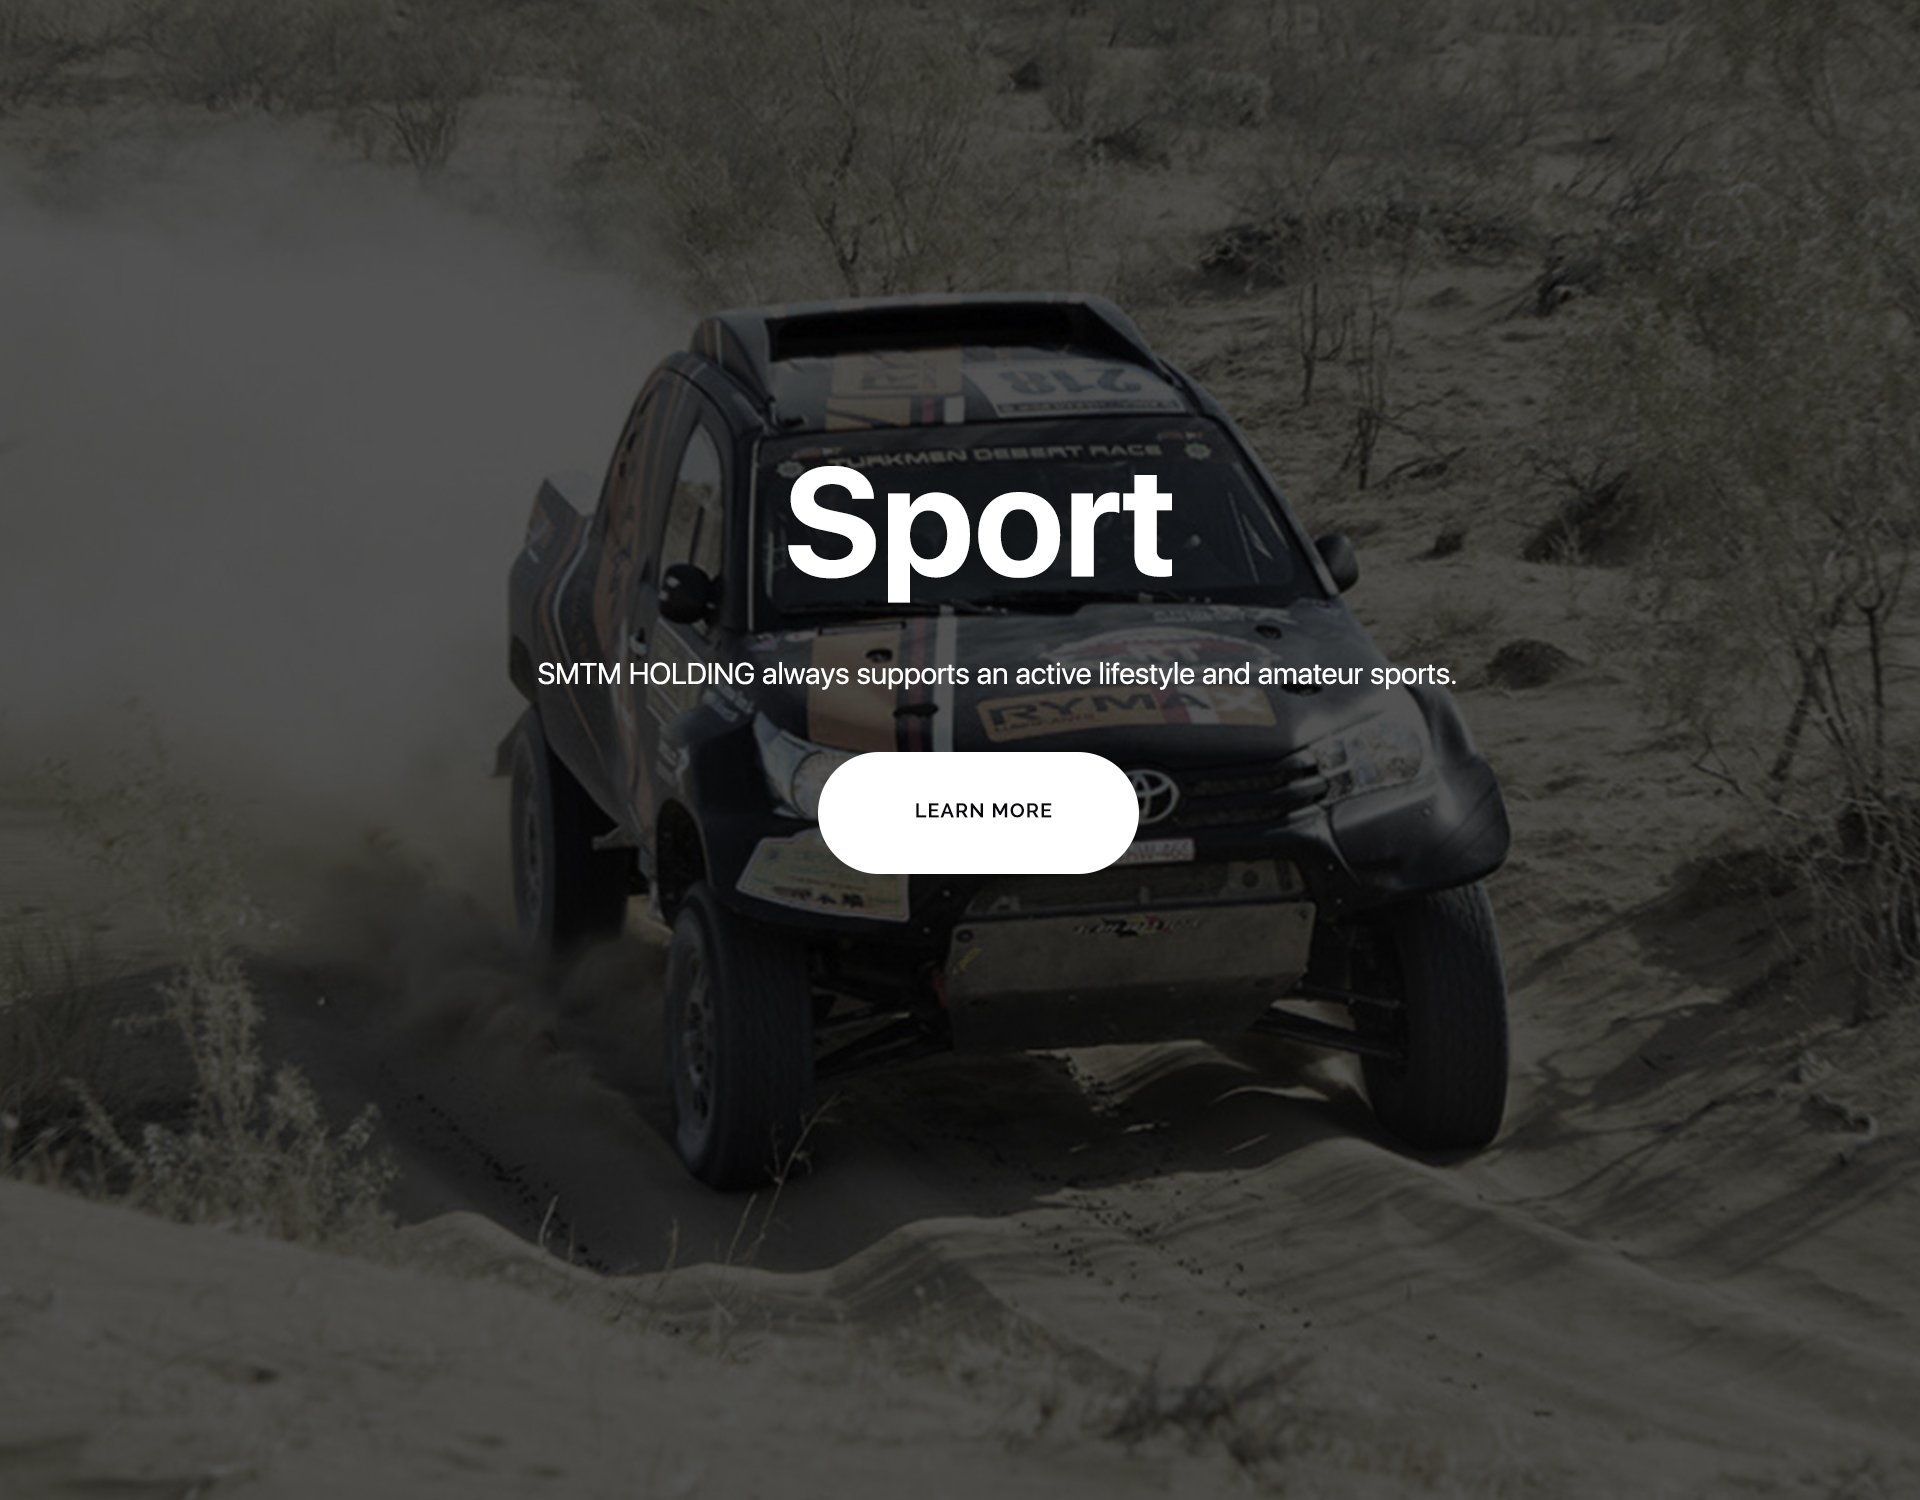 218
TURKMEN DESERT RACE
Sport
SMTM HOLDING always supports an active lifestyle and amateur sports.
RYMAX
LEARN MORE